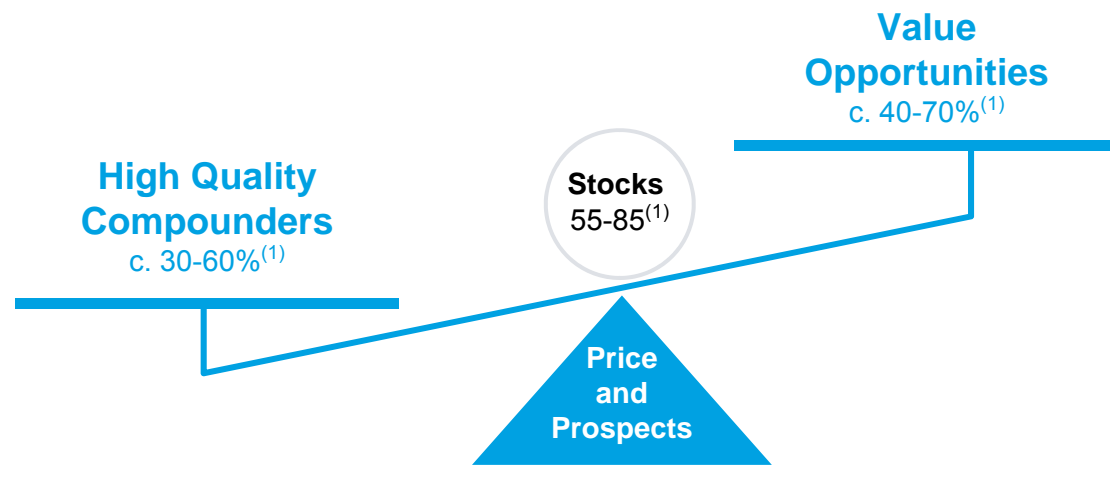 Value
Opportunities
c. 40-70%(1)
High Quality
Compounders
c. 30-60%(1)
Stocks
55-85(1)
Price
and
Prospects